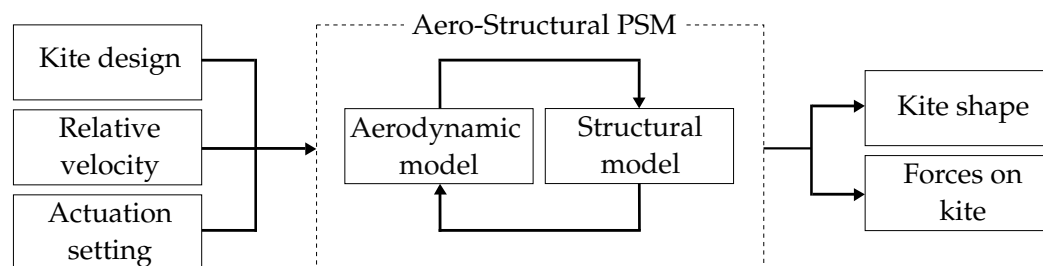 Aero-Structural PSM
Kite design
Relative
velocity
Actuation
setting
Aerodynamic
model
Structural
model
Kite shape
Forces on
kite